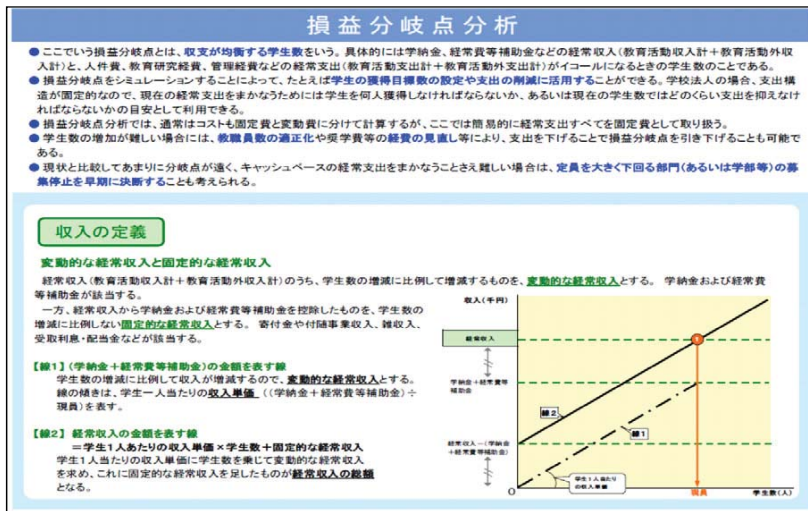 損益分岐点分析
● ここでいう損益分岐点とは、収支が均衡する学生数をいう。具体的には学納金、経常費等補助金などの経常収入（教育活動収入計＋教育活動外収
入計）と、人件費、教育研究経費、管理経費などの経常支出（教育活動支出計＋教育活動外支出計）がイコールになるときの学生数のことである。
● 損益分岐点をシミュレーションすることによって、たとえば学生の獲得目標数の設定や支出の削減に活用することができる。学校法人の場合、支出構
造が固定的なので、現在の経常支出をまかなうためには学生を何人獲得しなければならないか、あるいは現在の学生数ではどのくらい支出を抑えなけ
ればならないかの目安として利用できる。
● 損益分岐点分析では、通常はコストも固定費と変動費に分けて計算するが、ここでは簡易的に経常支出すべてを固定費として取り扱う。
● 学生数の増加が難しい場合には、教職員数の適正化や奨学費等の経費の見直し等により、支出を下げることで損益分岐点を引き下げることも可能で
ある。
● 現状と比較してあまりに分岐点が遠く、キャッシュベースの経常支出をまかなうことさえ難しい場合は、定員を大きく下回る部門（あるいは学部等）の募
集停止を早期に決断することも考えられる。
収入の定義
変動的な経常収入と固定的な経常収入
経常収入（教育活動収入計＋教育活動外収入計）のうち、学生数の増減に比例して増減するものを、変動的な経常収入とする。 学納金および経常費
等補助金が該当する。
一方、経常収入から学納金および経常費等補助金を控除したものを、学生数の
増減に比例しない固定的な経常収入とする。 寄付金や付随事業収入、雑収入、
受取利息・配当金などが該当する。
【線１】（学納金＋経常費等補助金）の金額を表す線
学生数の増減に比例して収入が増減するので、変動的な経常収入とする。
線の傾きは、学生一人当たりの収入単価 （（学納金＋経常費等補助金）÷
現員）を表す。
【線２】 経常収入の金額を表す線
＝学生１人あたりの収入単価×学生数＋固定的な経常収入
学生１人当たりの収入単価に学生数を乗じて変動的な経常収入
を求め、これに固定的な経常収入を足したものが経常収入の総額
となる。
収入（千円）
経常収入
学納金＋経常費等
補助金
線２
線１
経常収入－（学納金
＋経常費等補助金）
学生１人当たり
の収入単価
O
現員
学生数（人）